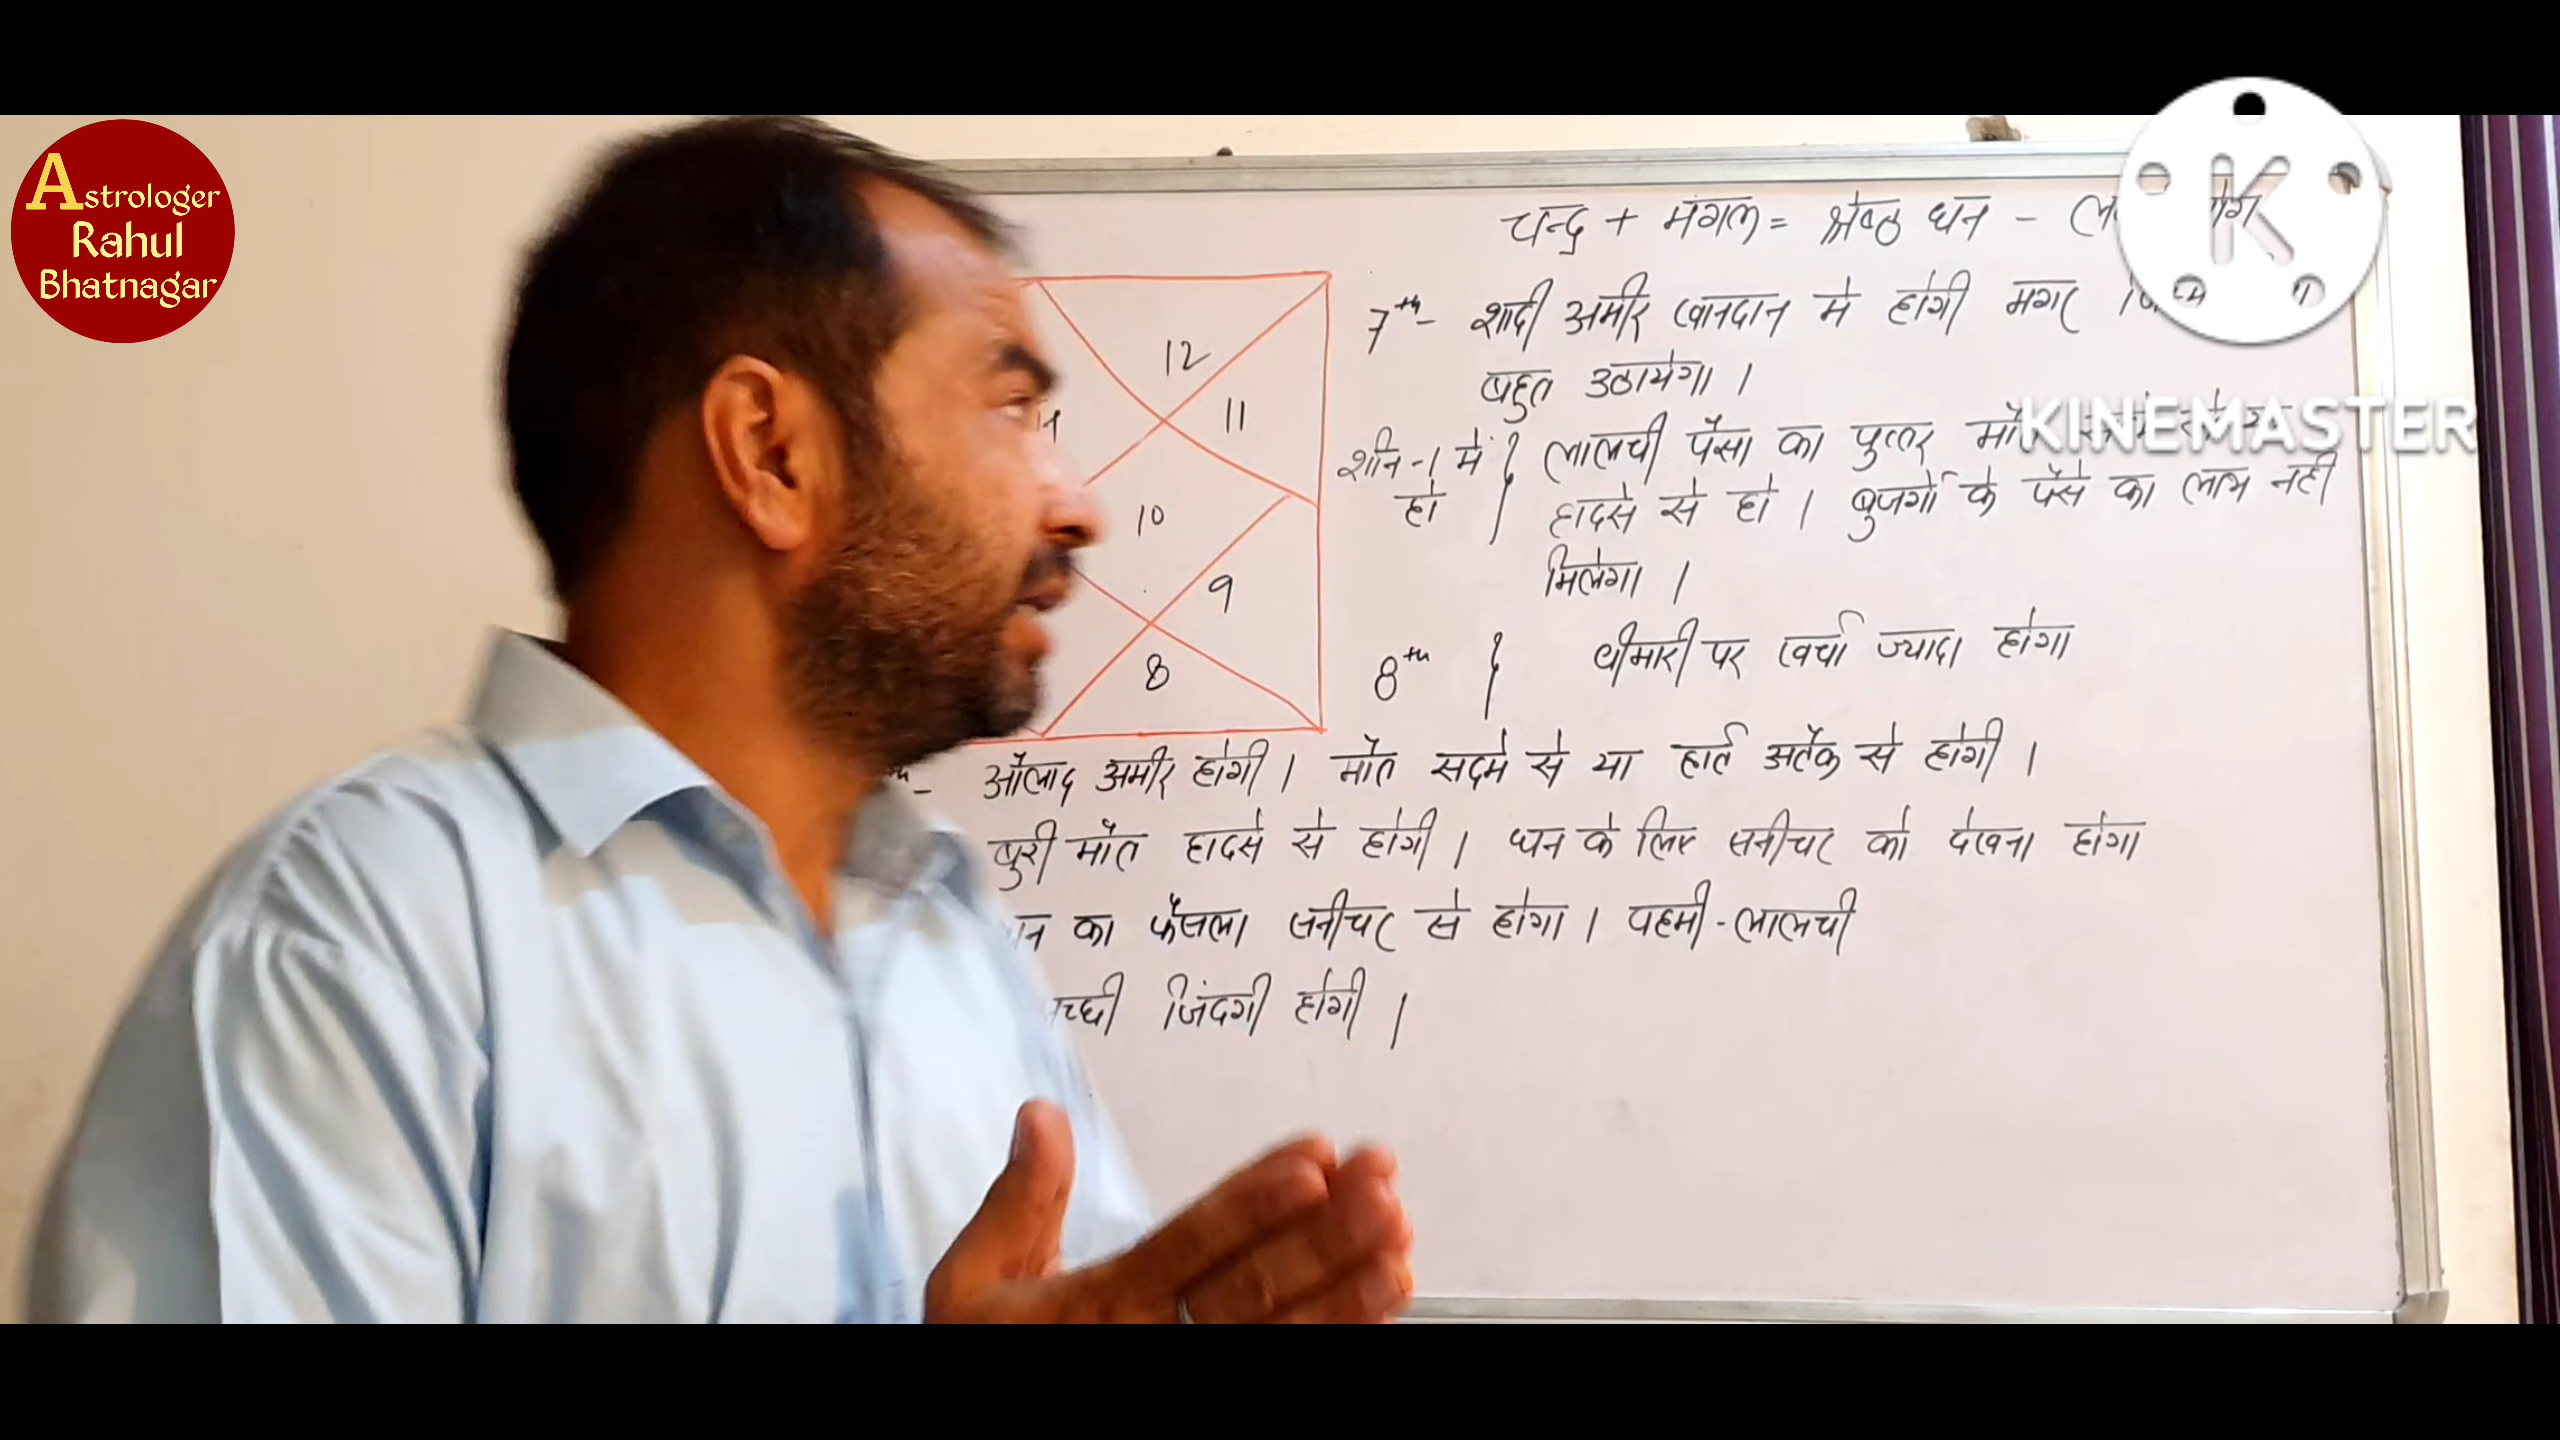 Astrologer
Rahul
Bhatnagar
चन्द्र + मंगल = श्रेष्ठ धन -
7th - शादी अमीर खानदान मे होगी मगर
बहुत उठायेगा ।
शनि - 1 मे हो } लालची पैसा का पुत्तर
हादसे से हो । बुजर्गो के पैसे का लाभ नही
मिलेगा ।
8th } बीमारी पर खर्चा ज्यादा होगा
औलाद अमीर होगी । मौत सदमे से या हार्ट अटैक से होगी ।
बुरी मौत हादसे से होगी । धन के लिए सनीचर को देखना होगा
का फैसला सनीचर से होगा । वहमी - लालची
जिंदगी होगी ।
12
11
10
9
8
KINEMASTER